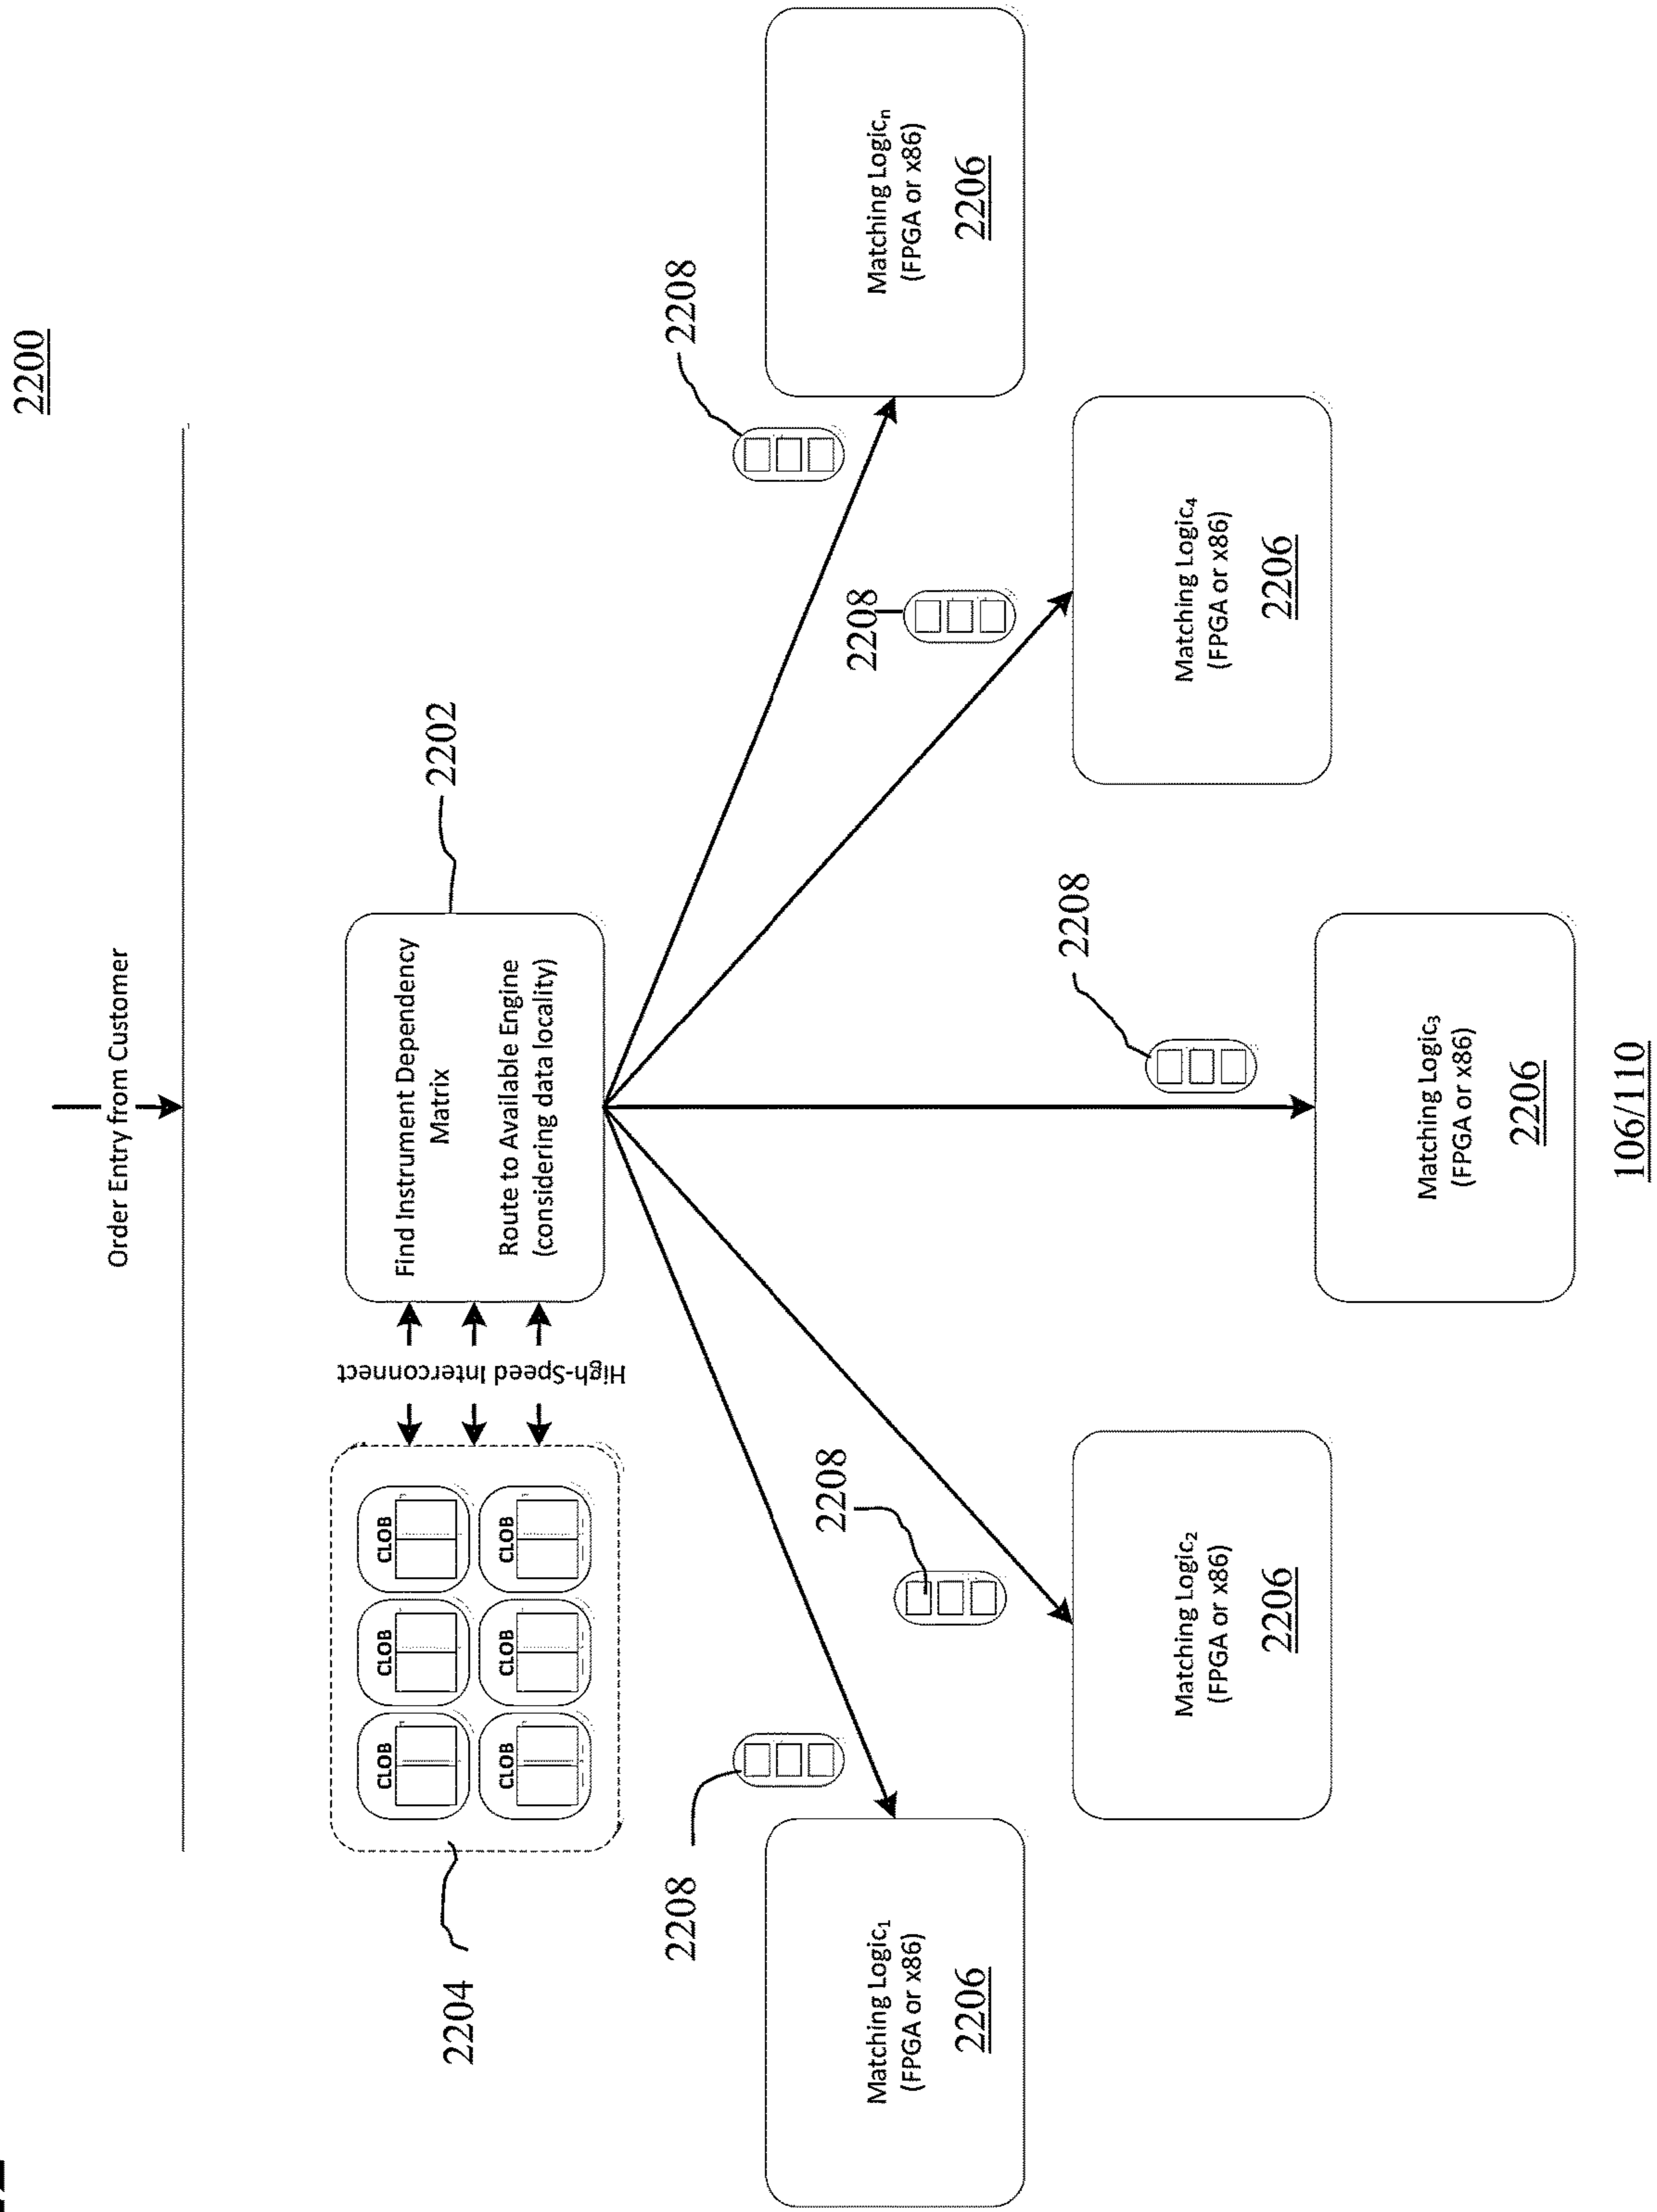 2200
Order Entry from Customer
2204
CLOB
CLOB
CLOB
CLOB
CLOB
CLOB
High-Speed Interconnect
Find Instrument Dependency
Matrix
Route to Available Engine
(considering data locality)
2202
2208
2208
2208
2208
2208
Matching Logic₁
(FPGA or x86)
2206
Matching Logic₂
(FPGA or x86)
2206
Matching Logic₃
(FPGA or x86)
2206
Matching Logic₄
(FPGA or x86)
2206
Matching Logicₙ
(FPGA or x86)
2206
106/110